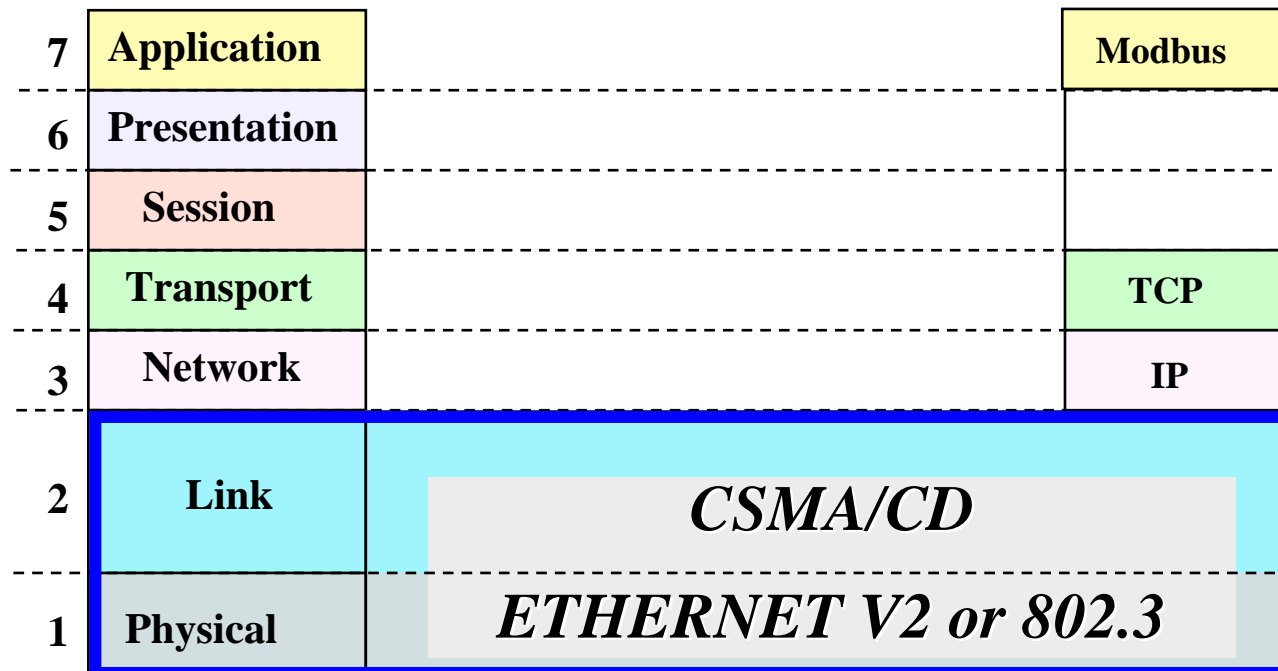 7 Application Modbus
6 Presentation
5 Session
4 Transport TCP
3 Network IP
2 Link CSMA/CD
1 Physical ETHERNET V2 or 802.3